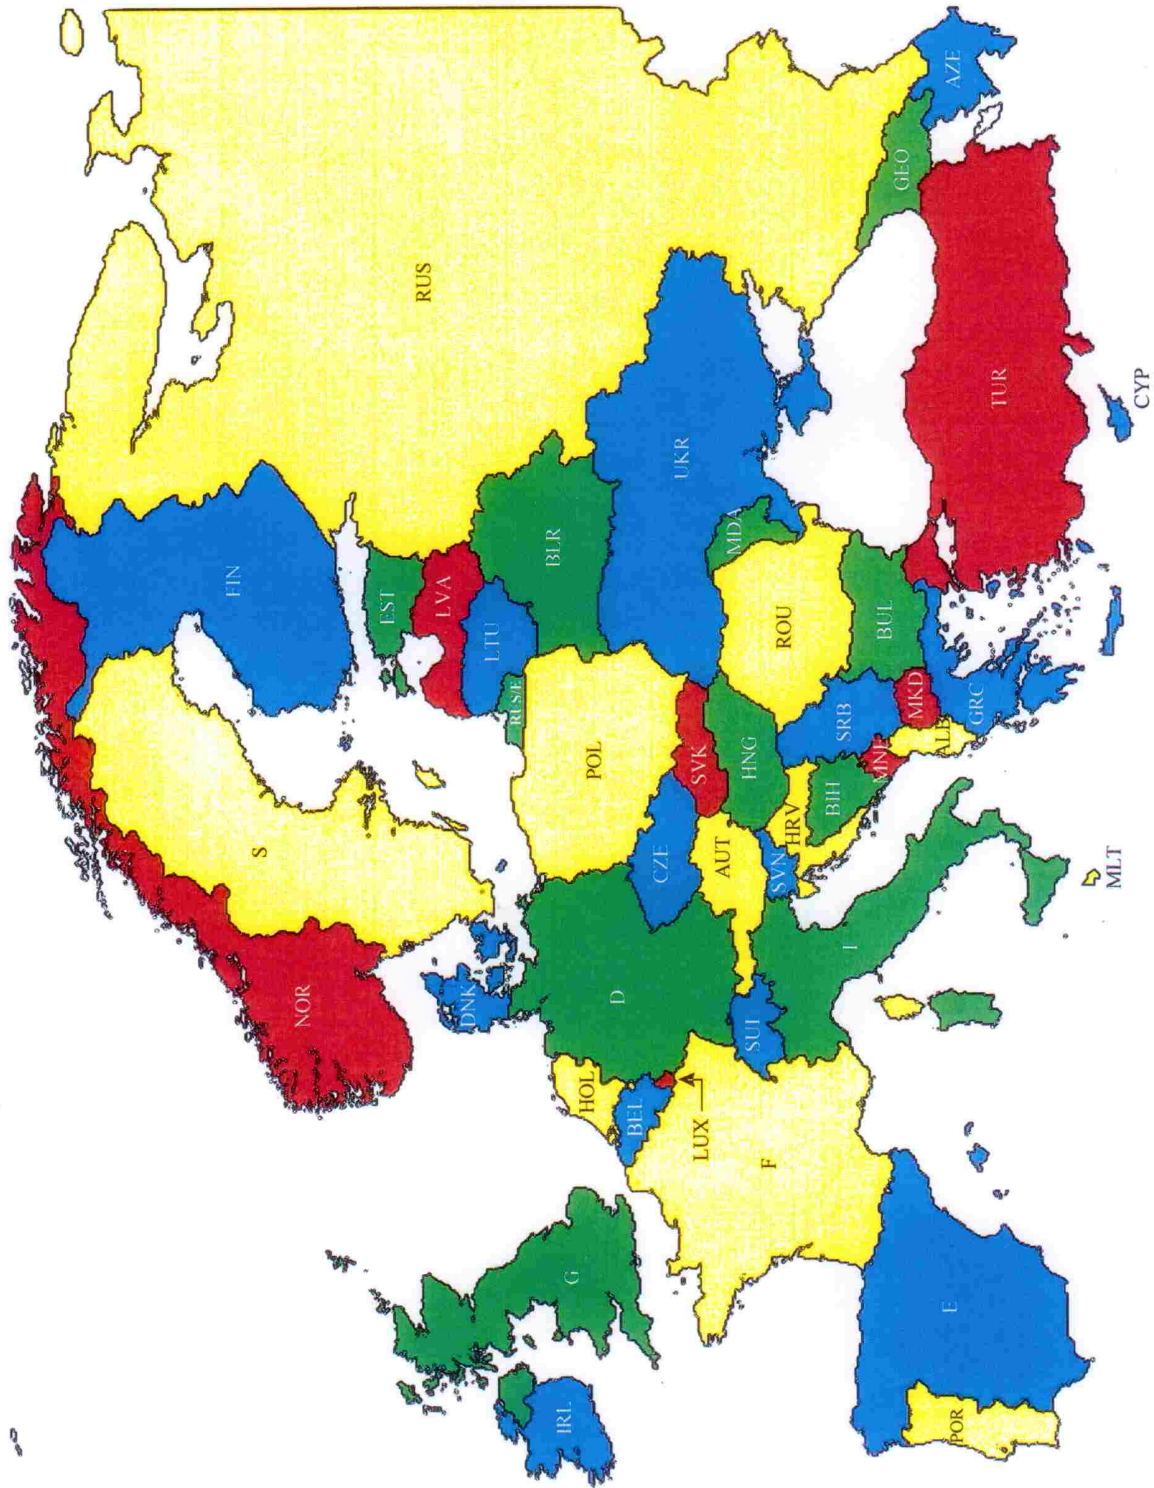 RUS
AZE
GEO
TUR
CYP
UKR
MDA
BLR
FIN
EST
LVA
LTU
RUS/E
ROU
BUL
MKD
GRC
SRB
ALB
MNE
POL
SVK
HNG
HRV
BIH
S
CZE
AUT
SVN
MLT
NOR
DNK
D
SUI
I
HOL
BEL
LUX
F
G
IRL
E
POR